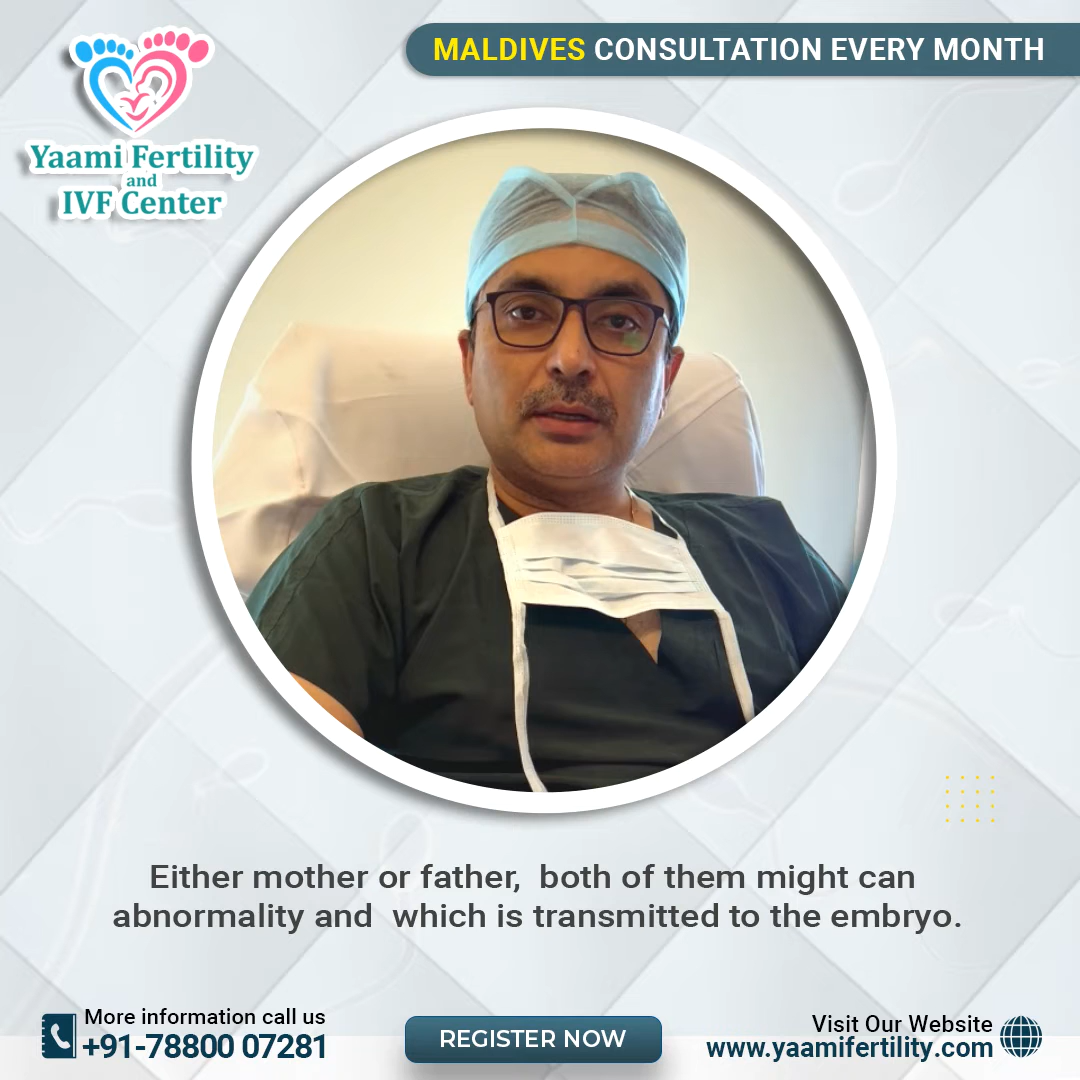 MALDIVES CONSULTATION EVERY MONTH
Yaami Fertility
and
IVF Center
Either mother or father, both of them might can
abnormality and which is transmitted to the embryo.
More information call us
+91-78800 07281
REGISTER NOW
Visit Our Website
www.yaamifertility.com